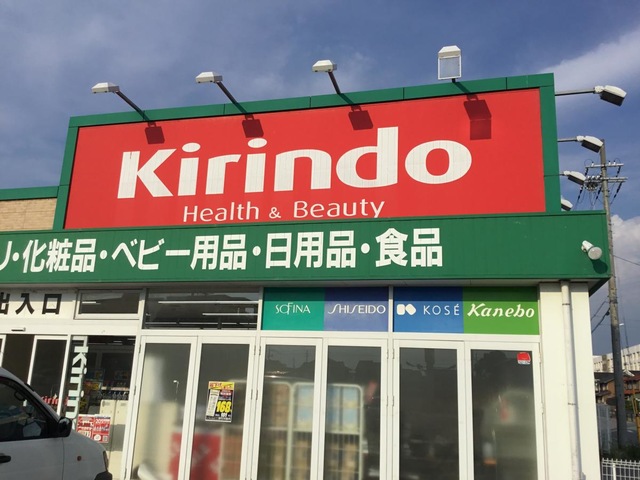 Kirindo
Health & Beauty
・化粧品・ベビー用品・日用品・食品
出入口
SOFINA SHISEIDO KOSÉ Kanebo
168